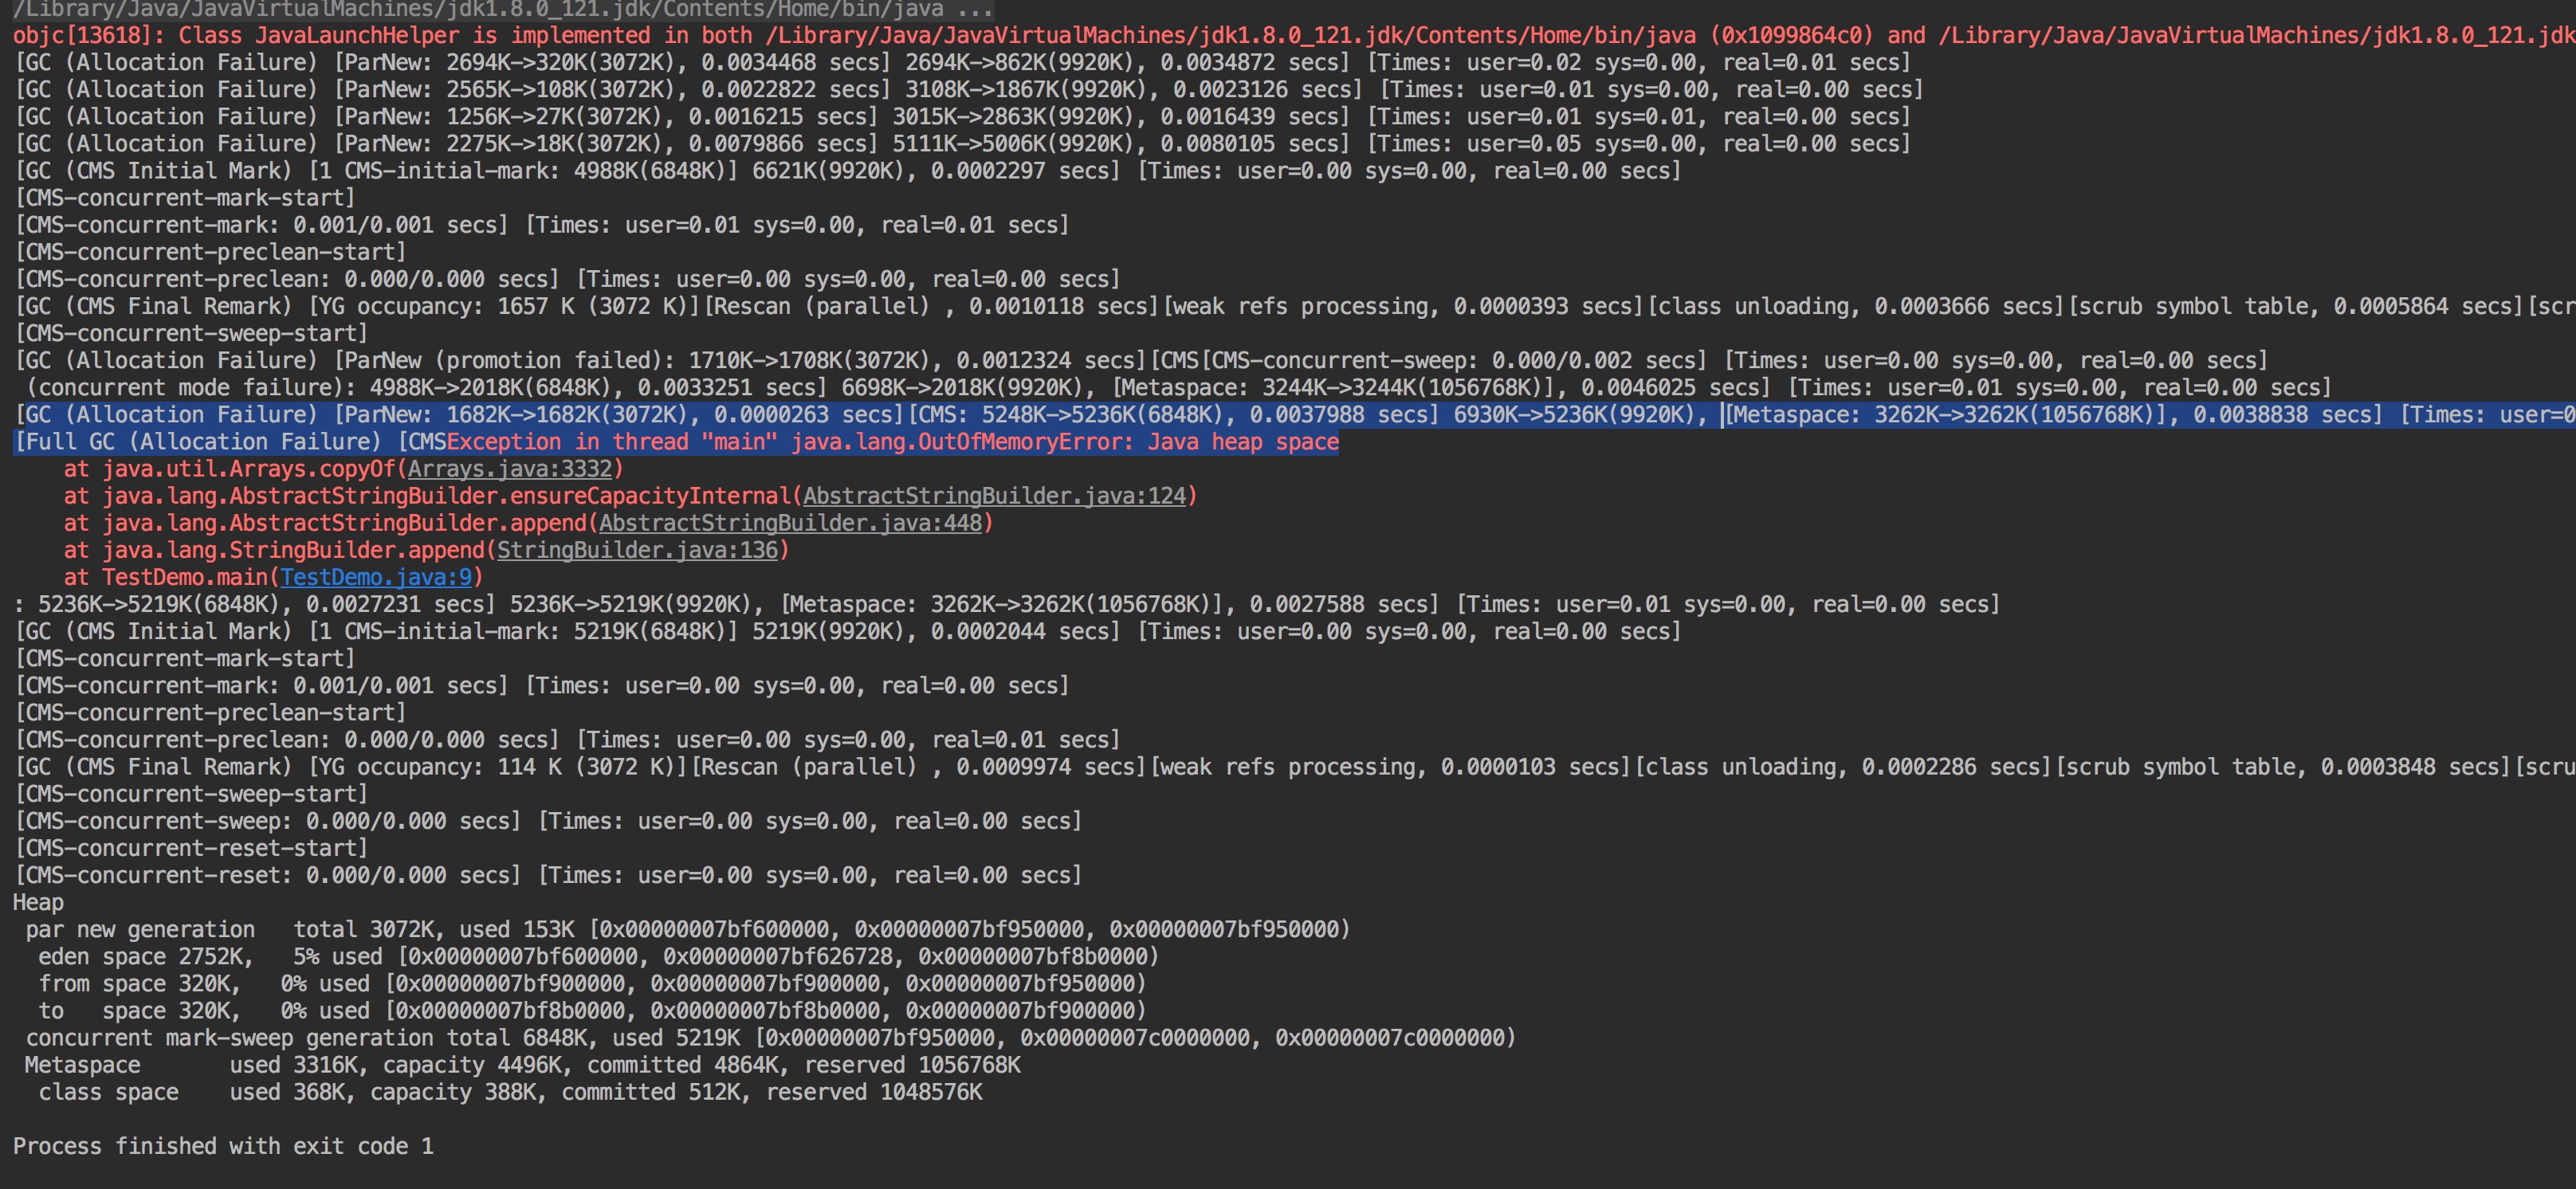 /Library/Java/JavaVirtualMachines/jdk1.8.0_121.jdk/Contents/Home/bin/java ...
objc[13618]: Class JavaLaunchHelper is implemented in both /Library/Java/JavaVirtualMachines/jdk1.8.0_121.jdk/Contents/Home/bin/java (0x1099864c0) and /Library/Java/JavaVirtualMachines/jdk1.8.0_121.jdk
[GC (Allocation Failure) [ParNew: 2694K->320K(3072K), 0.0034468 secs] 2694K->862K(9920K), 0.0034872 secs] [Times: user=0.02 sys=0.00, real=0.01 secs]
[GC (Allocation Failure) [ParNew: 2565K->108K(3072K), 0.0022822 secs] 3108K->1867K(9920K), 0.0023126 secs] [Times: user=0.01 sys=0.00, real=0.00 secs]
[GC (Allocation Failure) [ParNew: 1256K->27K(3072K), 0.0016215 secs] 3015K->2863K(9920K), 0.0016439 secs] [Times: user=0.01 sys=0.01, real=0.00 secs]
[GC (Allocation Failure) [ParNew: 2275K->18K(3072K), 0.0079866 secs] 5111K->5006K(9920K), 0.0080105 secs] [Times: user=0.05 sys=0.00, real=0.00 secs]
[GC (CMS Initial Mark) [1 CMS-initial-mark: 4988K(6848K)] 6621K(9920K), 0.0002297 secs] [Times: user=0.00 sys=0.00, real=0.00 secs]
[CMS-concurrent-mark-start]
[CMS-concurrent-mark: 0.001/0.001 secs] [Times: user=0.01 sys=0.00, real=0.01 secs]
[CMS-concurrent-preclean-start]
[CMS-concurrent-preclean: 0.000/0.000 secs] [Times: user=0.00 sys=0.00, real=0.00 secs]
[GC (CMS Final Remark) [YG occupancy: 1657 K (3072 K)][Rescan (parallel) , 0.0010118 secs][weak refs processing, 0.0000393 secs][class unloading, 0.0003666 secs][scrub symbol table, 0.0005864 secs][scr
[CMS-concurrent-sweep-start]
[GC (Allocation Failure) [ParNew (promotion failed): 1710K->1708K(3072K), 0.0012324 secs][CMS[CMS-concurrent-sweep: 0.000/0.002 secs] [Times: user=0.00 sys=0.00, real=0.00 secs]
(concurrent mode failure): 4988K->2018K(6848K), 0.0033251 secs] 6698K->2018K(9920K), [Metaspace: 3244K->3244K(1056768K)], 0.0046025 secs] [Times: user=0.01 sys=0.00, real=0.00 secs]
[GC (Allocation Failure) [ParNew: 1682K->1682K(3072K), 0.0000263 secs][CMS: 5248K->5236K(6848K), 0.0037988 secs] 6930K->5236K(9920K), [Metaspace: 3262K->3262K(1056768K)], 0.0038838 secs] [Times: user=0
[Full GC (Allocation Failure) [CMSException in thread "main" java.lang.OutOfMemoryError: Java heap space
at java.util.Arrays.copyOf(Arrays.java:3332)
at java.lang.AbstractStringBuilder.ensureCapacityInternal(AbstractStringBuilder.java:124)
at java.lang.AbstractStringBuilder.append(AbstractStringBuilder.java:448)
at java.lang.StringBuilder.append(StringBuilder.java:136)
at TestDemo.main(TestDemo.java:9)
: 5236K->5219K(6848K), 0.0027231 secs] 5236K->5219K(9920K), [Metaspace: 3262K->3262K(1056768K)], 0.0027588 secs] [Times: user=0.01 sys=0.00, real=0.00 secs]
[GC (CMS Initial Mark) [1 CMS-initial-mark: 5219K(6848K)] 5219K(9920K), 0.0002044 secs] [Times: user=0.00 sys=0.00, real=0.00 secs]
[CMS-concurrent-mark-start]
[CMS-concurrent-mark: 0.001/0.001 secs] [Times: user=0.00 sys=0.00, real=0.00 secs]
[CMS-concurrent-preclean-start]
[CMS-concurrent-preclean: 0.000/0.000 secs] [Times: user=0.00 sys=0.00, real=0.01 secs]
[GC (CMS Final Remark) [YG occupancy: 114 K (3072 K)][Rescan (parallel) , 0.0009974 secs][weak refs processing, 0.0000103 secs][class unloading, 0.0002286 secs][scrub symbol table, 0.0003848 secs][scru
[CMS-concurrent-sweep-start]
[CMS-concurrent-sweep: 0.000/0.000 secs] [Times: user=0.00 sys=0.00, real=0.00 secs]
[CMS-concurrent-reset-start]
[CMS-concurrent-reset: 0.000/0.000 secs] [Times: user=0.00 sys=0.00, real=0.00 secs]
Heap
par new generation   total 3072K, used 153K [0x00000007bf600000, 0x00000007bf950000, 0x00000007bf950000)
eden space 2752K,   5% used [0x00000007bf600000, 0x00000007bf626728, 0x00000007bf8b0000)
from space 320K,   0% used [0x00000007bf900000, 0x00000007bf900000, 0x00000007bf950000)
to   space 320K,   0% used [0x00000007bf8b0000, 0x00000007bf8b0000, 0x00000007bf900000)
concurrent mark-sweep generation total 6848K, used 5219K [0x00000007bf950000, 0x00000007c0000000, 0x00000007c0000000)
Metaspace       used 3316K, capacity 4496K, committed 4864K, reserved 1056768K
class space    used 368K, capacity 388K, committed 512K, reserved 1048576K
Process finished with exit code 1